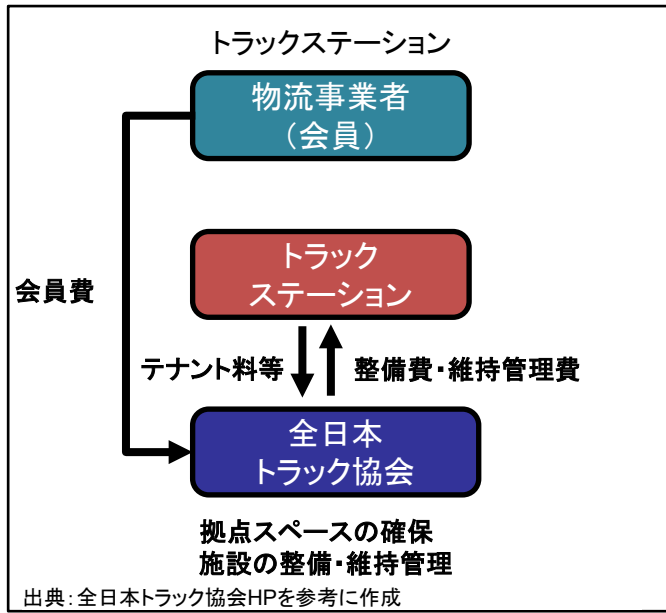 トラックステーション
物流事業者
（会員）
会員費
トラック
ステーション
テナント料等
整備費・維持管理費
全日本
トラック協会
拠点スペースの確保
施設の整備・維持管理
出典：全日本トラック協会HPを参考に作成